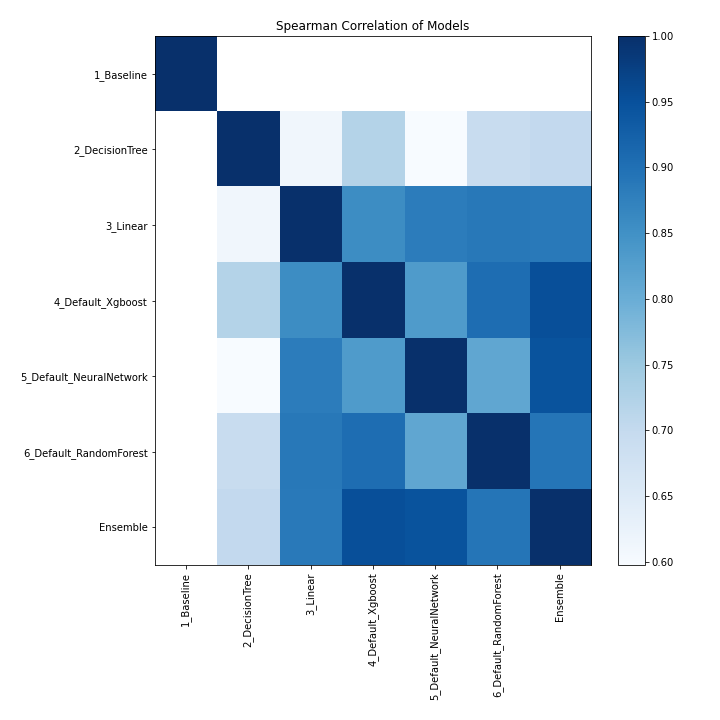 Spearman Correlation of Models
1_Baseline
2_DecisionTree
3_Linear
4_Default_Xgboost
5_Default_NeuralNetwork
6_Default_RandomForest
Ensemble
1_Baseline
2_DecisionTree
3_Linear
4_Default_Xgboost
5_Default_NeuralNetwork
6_Default_RandomForest
Ensemble
1.00
0.95
0.90
0.85
0.80
0.75
0.70
0.65
0.60